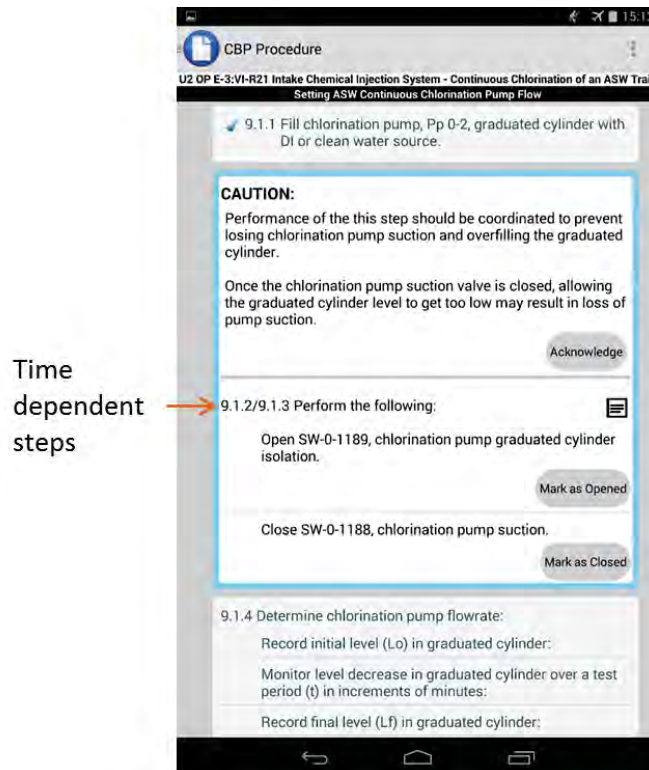 15:1
CBP Procedure
U2 OP E-3:VI-R21 Intake Chemical Injection System - Continuous Chlorination of an ASW Trai
Setting ASW Continuous Chlorination Pump Flow
9.1.1 Fill chlorination pump, Pp 0-2, graduated cylinder with
DI or clean water source.
CAUTION:
Performance of the this step should be coordinated to prevent
losing chlorination pump suction and overfilling the graduated
cylinder.
Once the chlorination pump suction valve is closed, allowing
the graduated cylinder level to get too low may result in loss of
pump suction.
Acknowledge
Time
dependent
steps
9.1.2/9.1.3 Perform the following:
Open SW-0-1189, chlorination pump graduated cylinder
isolation.
Mark as Opened
Close SW-0-1188, chlorination pump suction.
Mark as Closed
9.1.4 Determine chlorination pump flowrate:
Record initial level (Lo) in graduated cylinder:
Monitor level decrease in graduated cylinder over a test
period (t) in increments of minutes:
Record final level (Lf) in graduated cylinder: